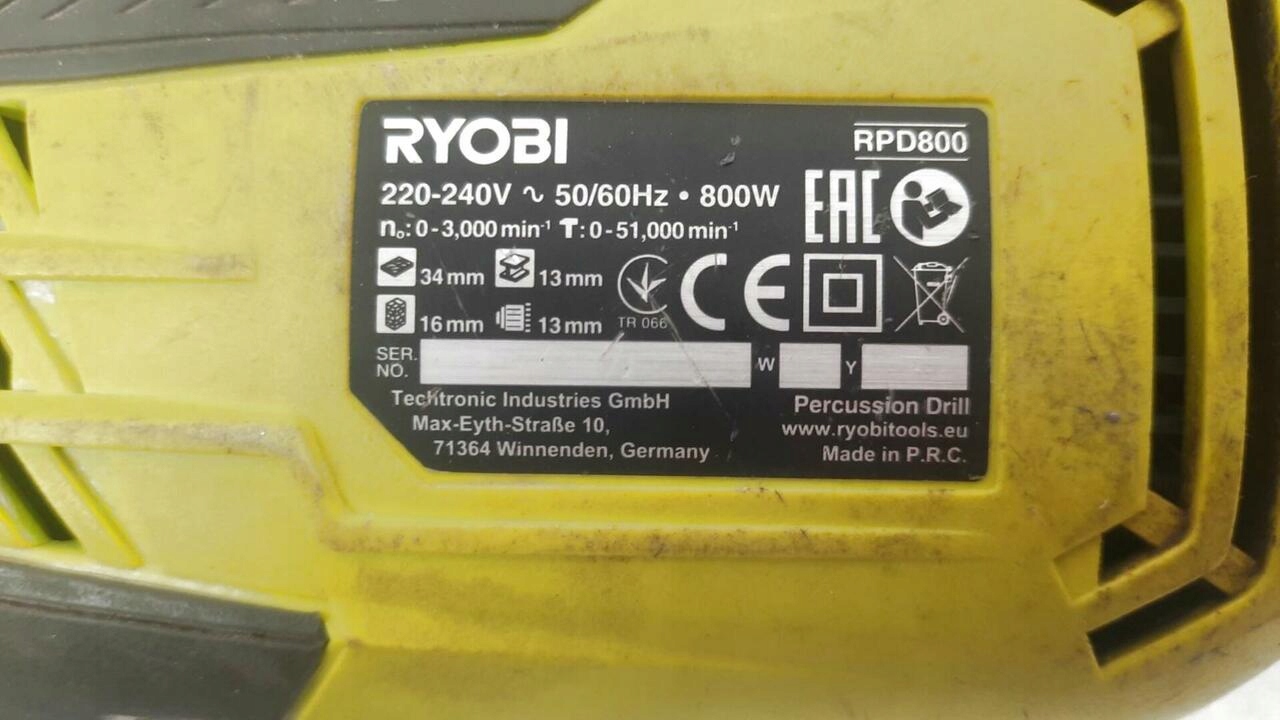 RYOBI
RPD800
220-240V ∿ 50/60Hz • 800W
n₀: 0-3,000 min⁻¹ T: 0-51,000 min⁻¹
EAC
34 mm 13 mm
16 mm 13 mm
TR 066
CE
SER. NO. W Y
Techtronic Industries GmbH
Max-Eyth-Straße 10,
71364 Winnenden, Germany
Percussion Drill
www.ryobitools.eu
Made in P.R.C.